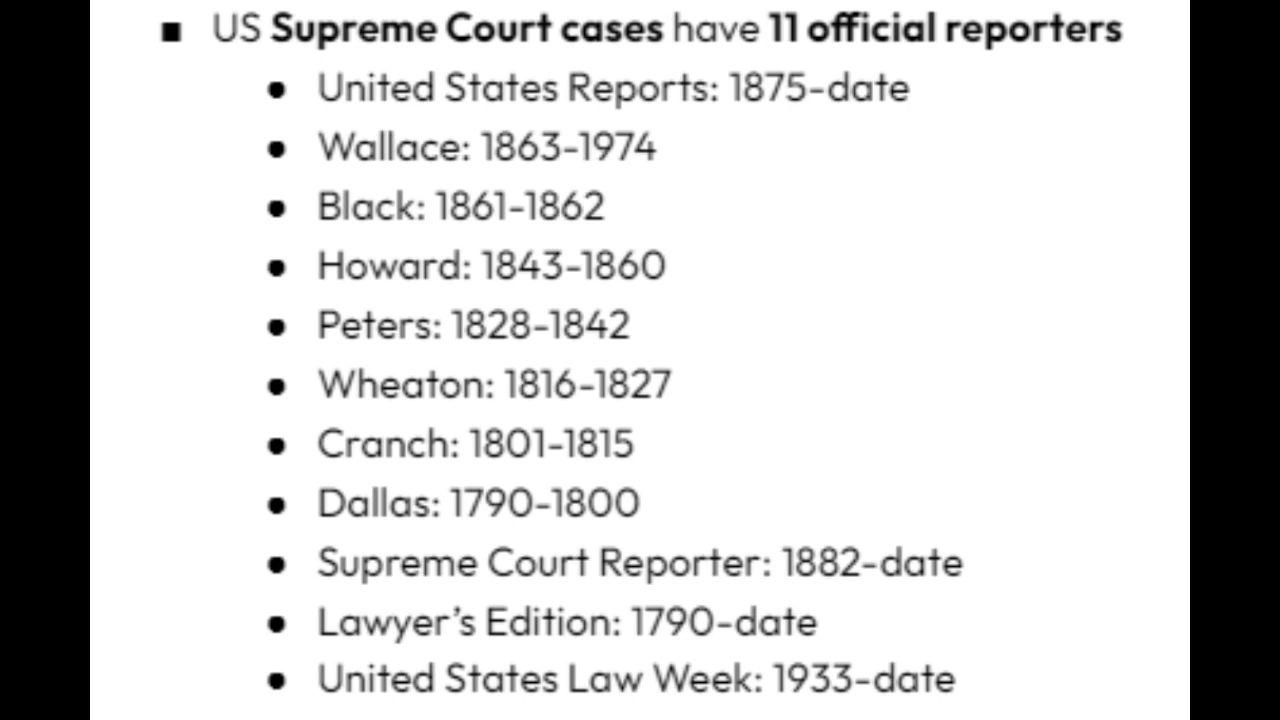 ▪ US Supreme Court cases have 11 official reporters
• United States Reports: 1875-date
• Wallace: 1863-1974
• Black: 1861-1862
• Howard: 1843-1860
• Peters: 1828-1842
• Wheaton: 1816-1827
• Cranch: 1801-1815
• Dallas: 1790-1800
• Supreme Court Reporter: 1882-date
• Lawyer’s Edition: 1790-date
• United States Law Week: 1933-date